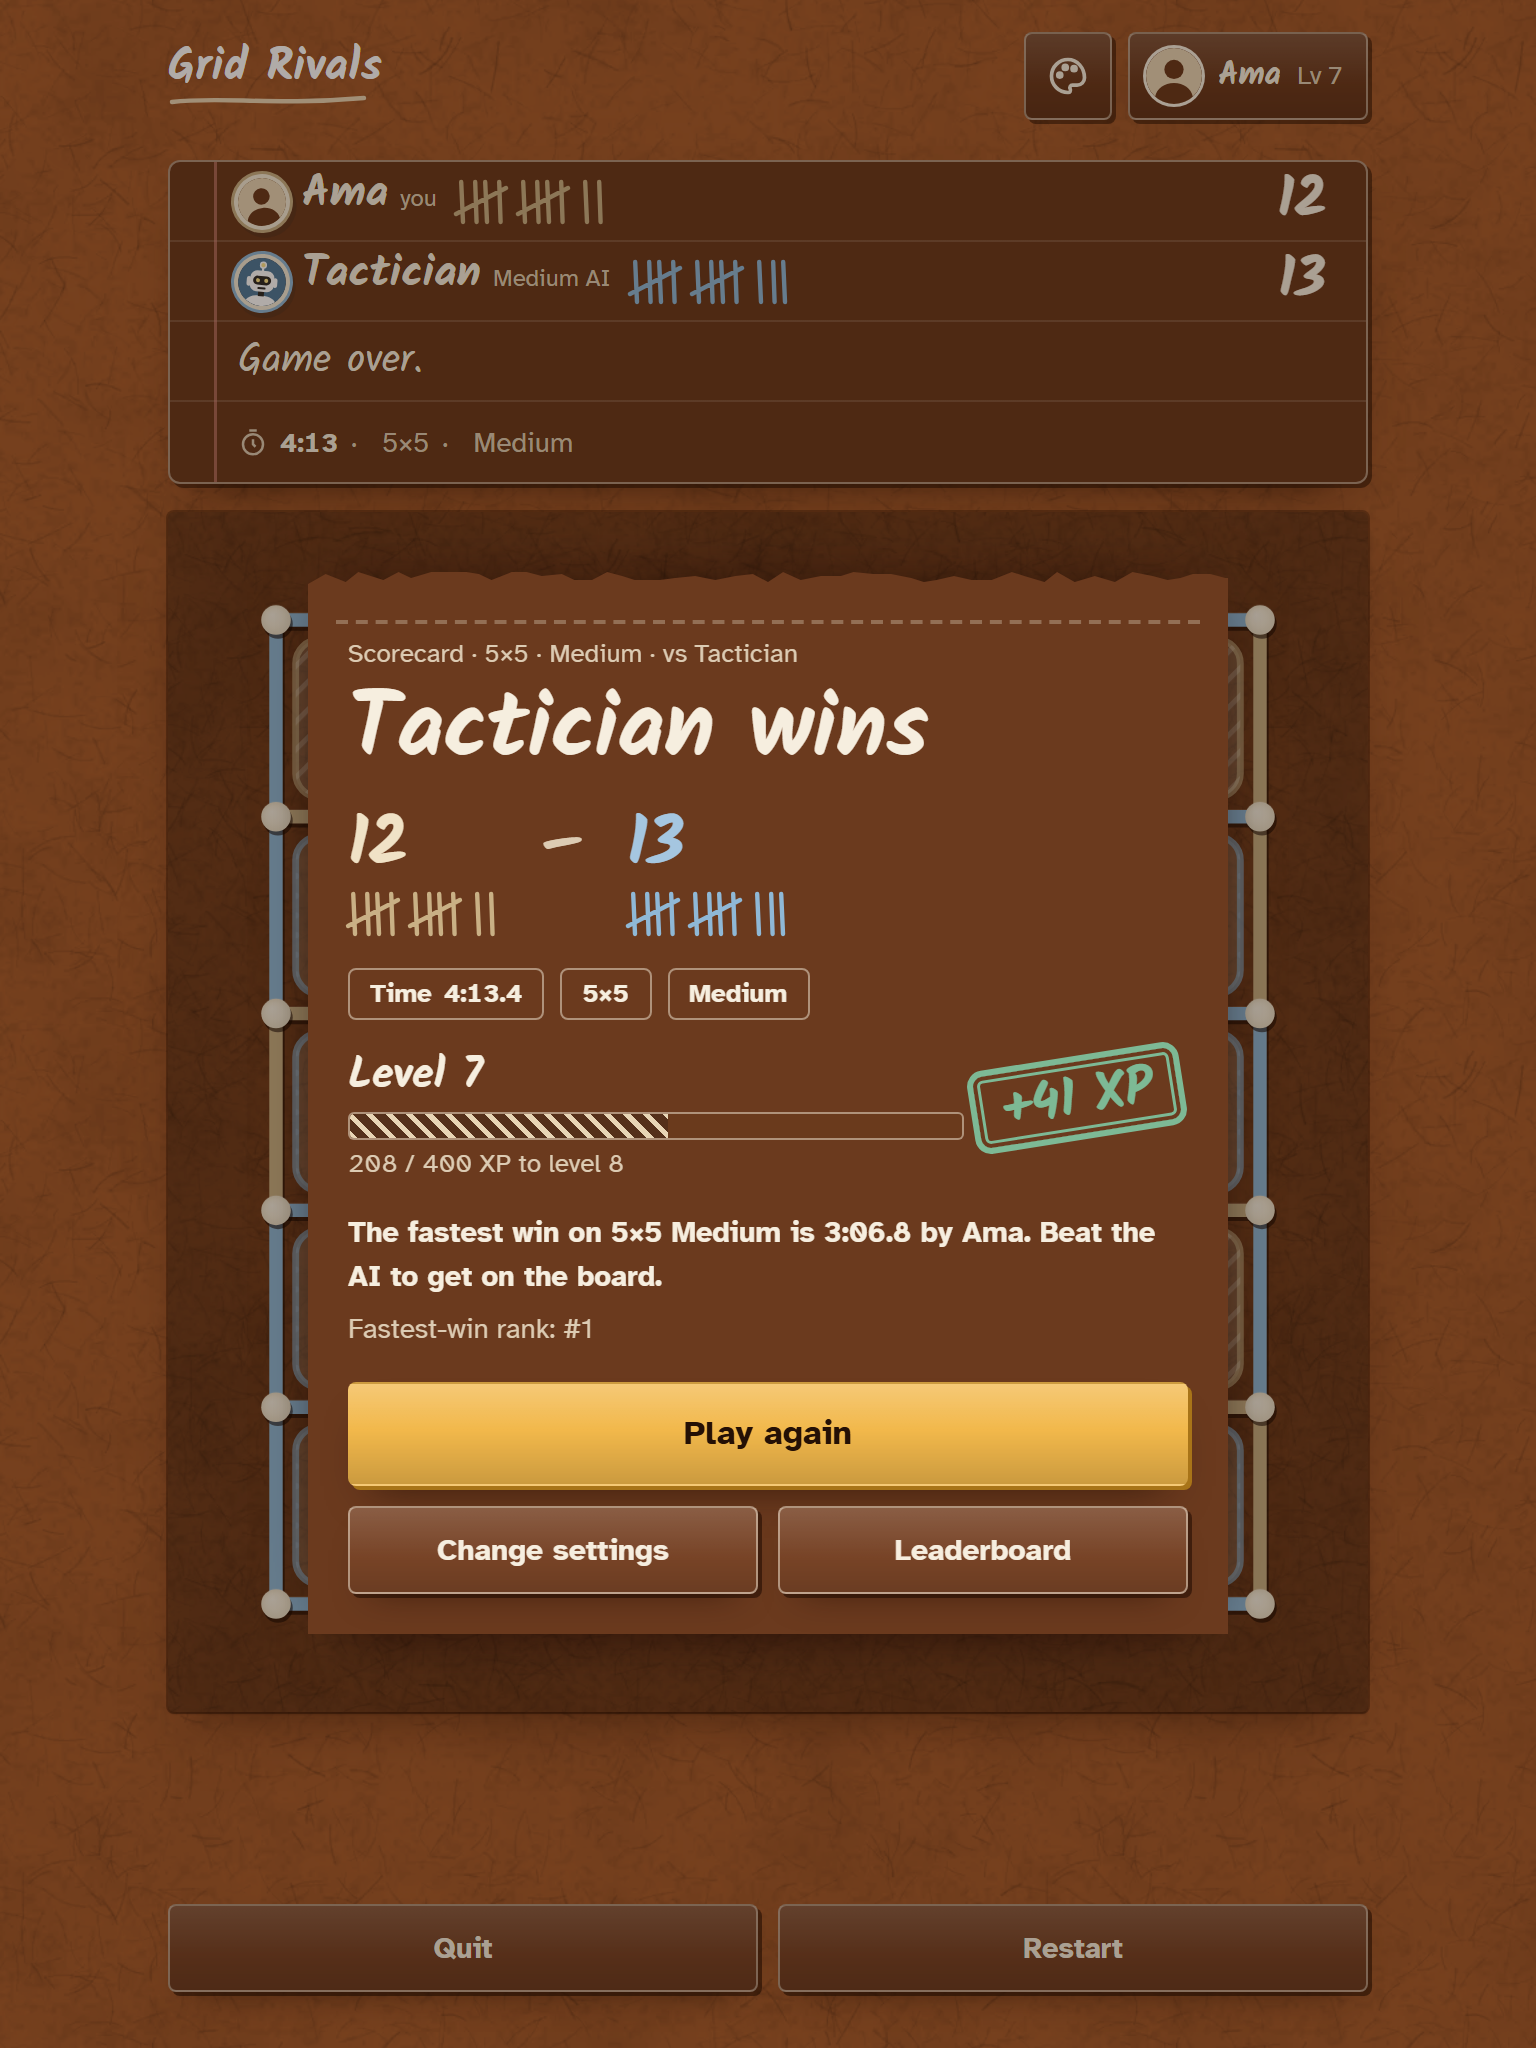 Grid Rivals
Ama Lv 7
Ama you 12
Tactician Medium AI 13
Game over.
4:13 · 5×5 · Medium
Scorecard · 5×5 · Medium · vs Tactician
Tactician wins
12 – 13
Time 4:13.4 5×5 Medium
Level 7
+41 XP
208 / 400 XP to level 8
The fastest win on 5×5 Medium is 3:06.8 by Ama. Beat the
AI to get on the board.
Fastest-win rank: #1
Play again
Change settings Leaderboard
Quit Restart